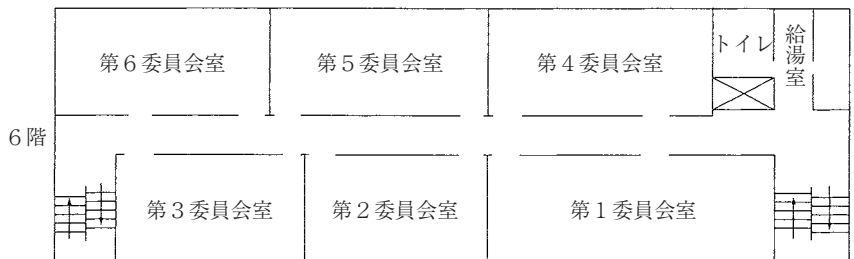 第6委員会室
第5委員会室
第4委員会室
トイレ
給湯室
6階
第3委員会室
第2委員会室
第1委員会室